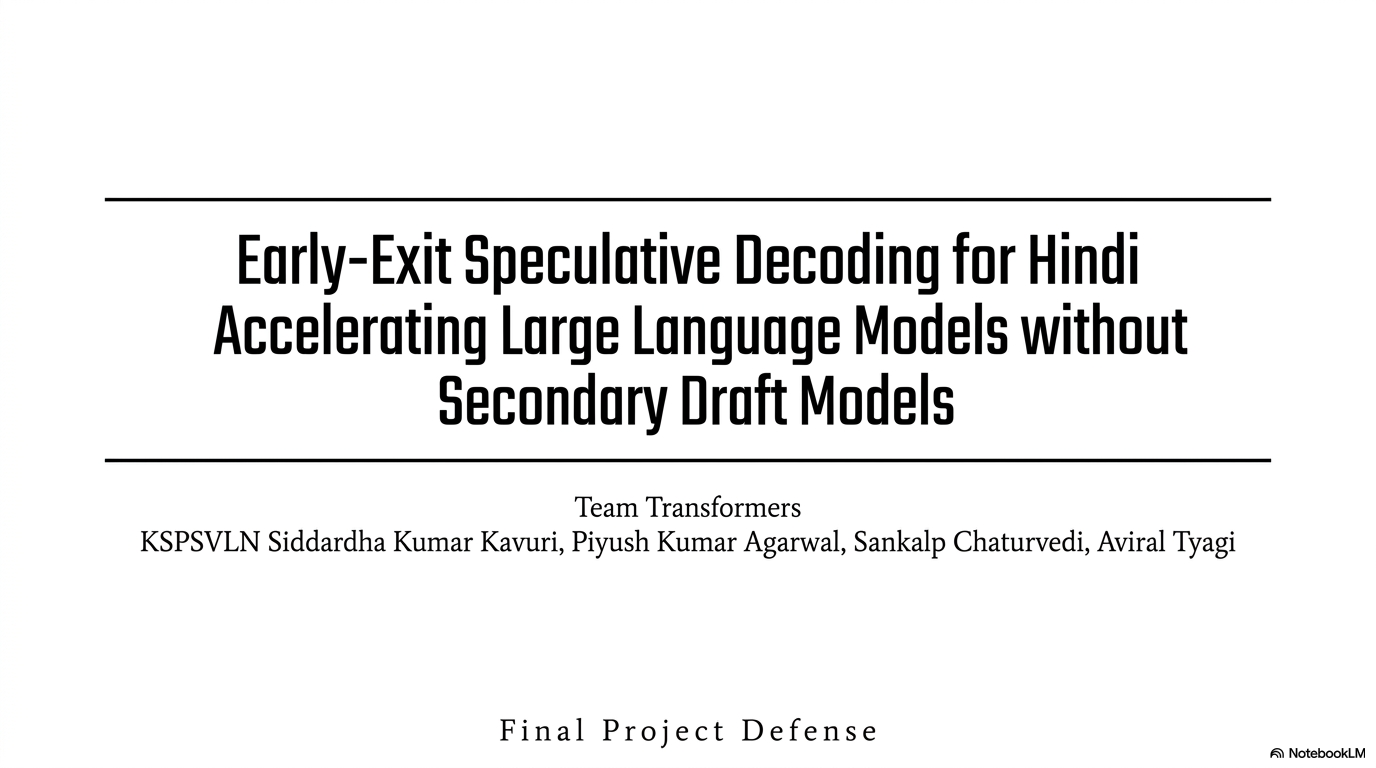 Early-Exit Speculative Decoding for Hindi
Accelerating Large Language Models without
Secondary Draft Models
Team Transformers
KSPSVLN Siddardha Kumar Kavuri, Piyush Kumar Agarwal, Sankalp Chaturvedi, Aviral Tyagi
Final Project Defense
NotebookLM